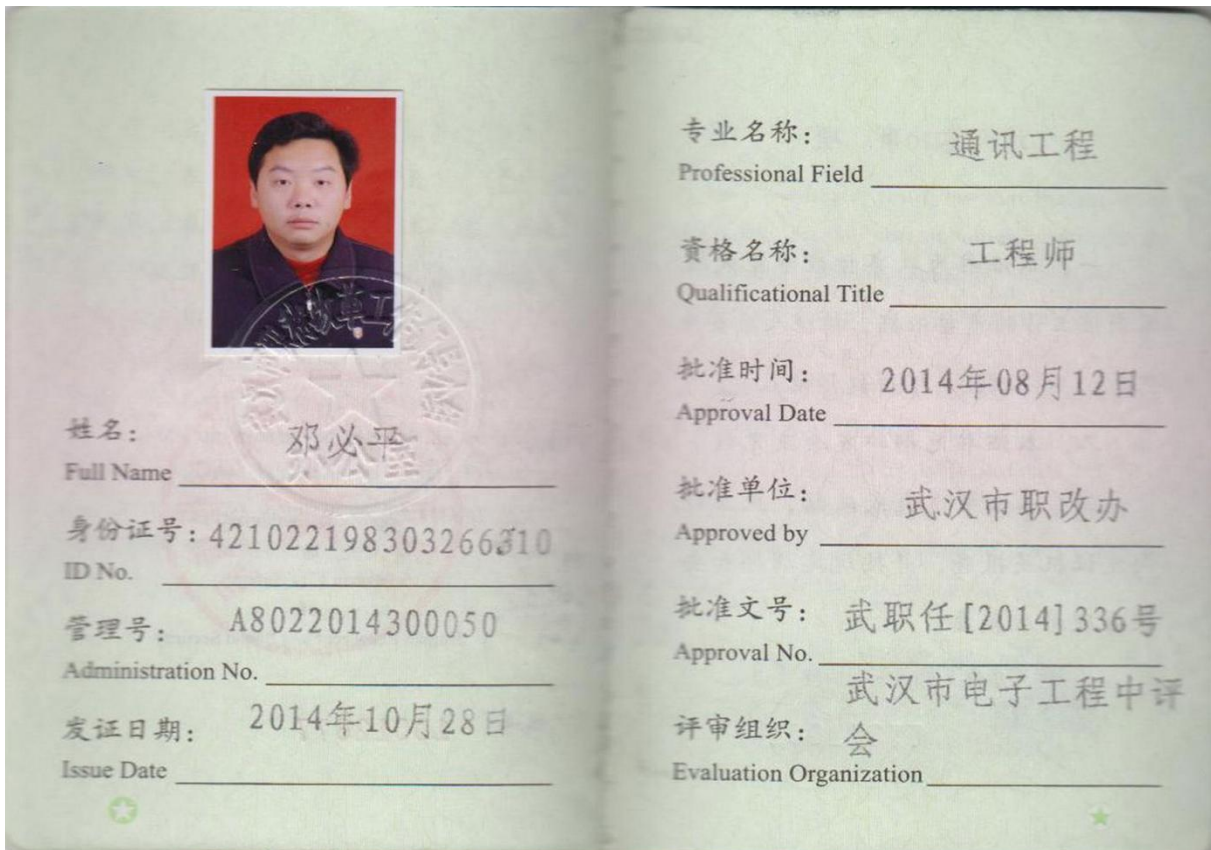 姓名：邓必平
Full Name
身份证号：421022198303266310
ID No.
管理号：A8022014300050
Administration No.
发证日期：2014年10月28日
Issue Date
专业名称：通讯工程
Professional Field
资格名称：工程师
Qualificational Title
批准时间：2014年08月12日
Approval Date
批准单位：武汉市职改办
Approved by
批准文号：武职任[2014]336号
Approval No.
武汉市电子工程中评
评审组织：会
Evaluation Organization